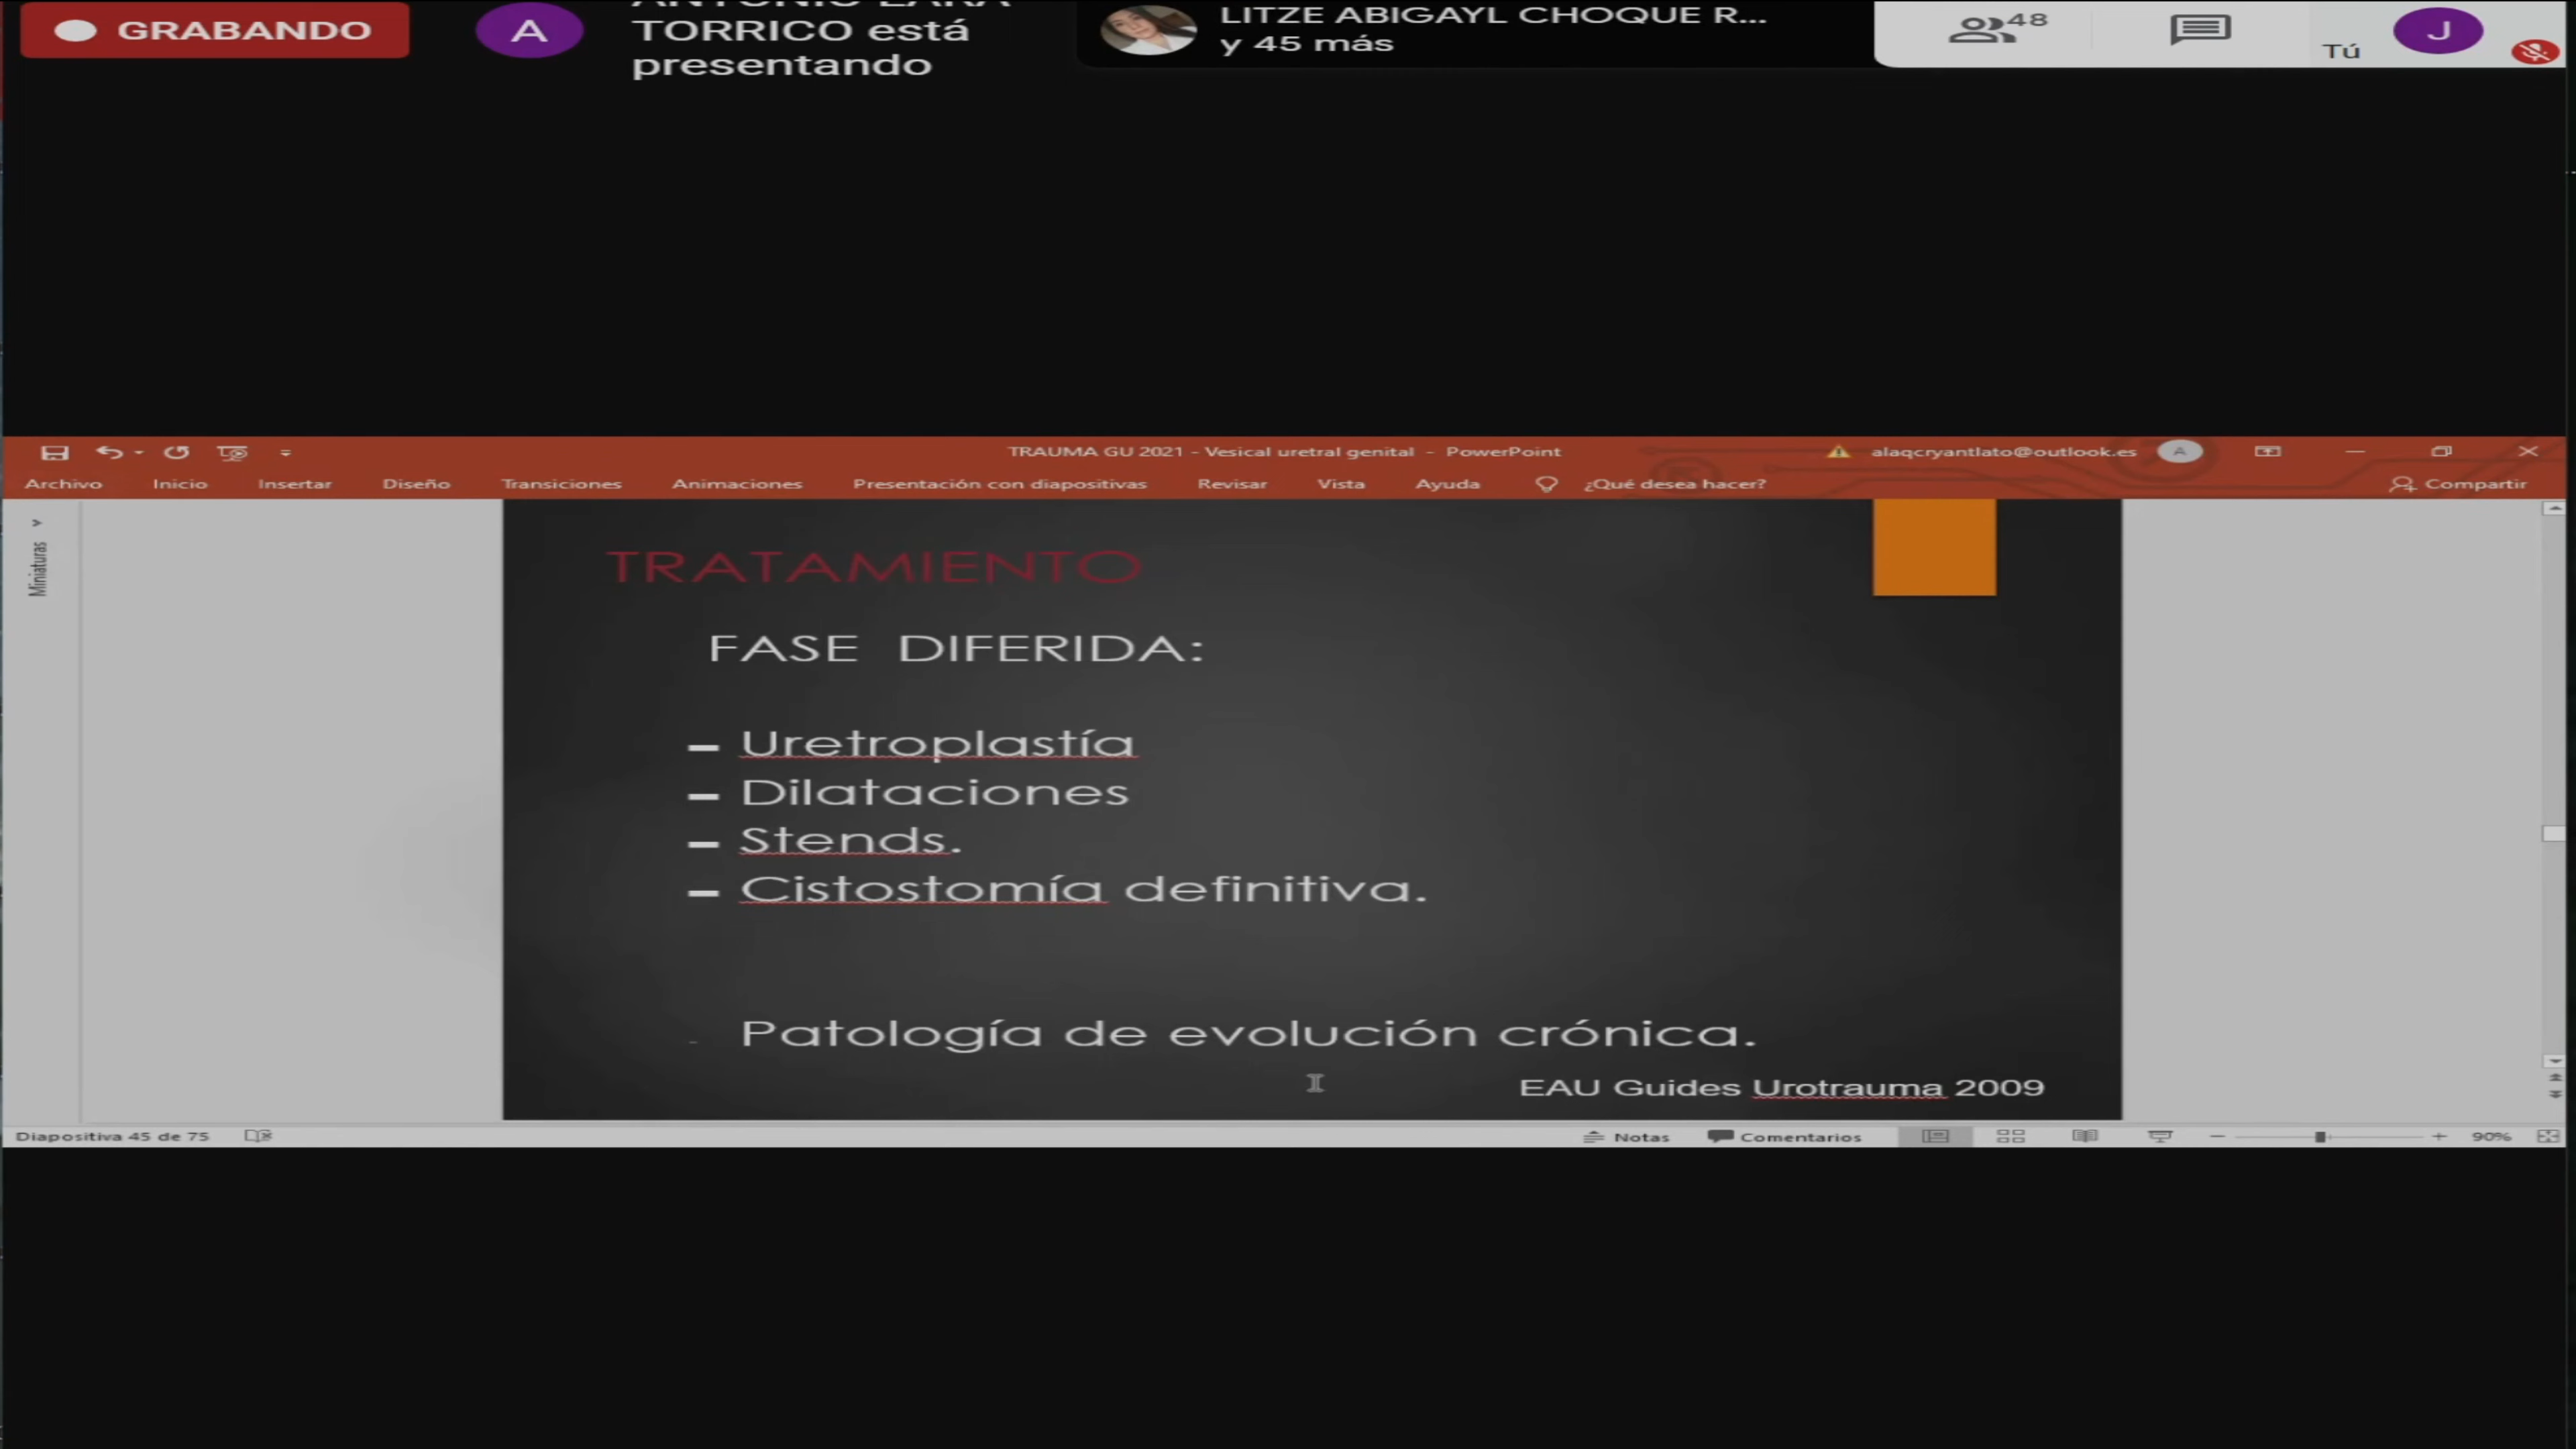 GRABANDO
A
ANTONIO LARA
TORRICO está
presentando
LITZE ABIGAYL CHOQUE R...
y 45 más
48
Tú
J
TRAUMA GU 2021 - Vesical uretral genital - PowerPoint
alaqcryantlato@outlook.es
A
Archivo Inicio Insertar Diseño Transiciones Animaciones Presentación con diapositivas Revisar Vista Ayuda ¿Qué desea hacer? Compartir
Miniaturas
TRATAMIENTO
FASE DIFERIDA:
– Uretroplastía
– Dilataciones
– Stends.
– Cistostomía definitiva.
- Patología de evolución crónica.
EAU Guides Urotrauma 2009
Diapositiva 45 de 75
Notas Comentarios 90%